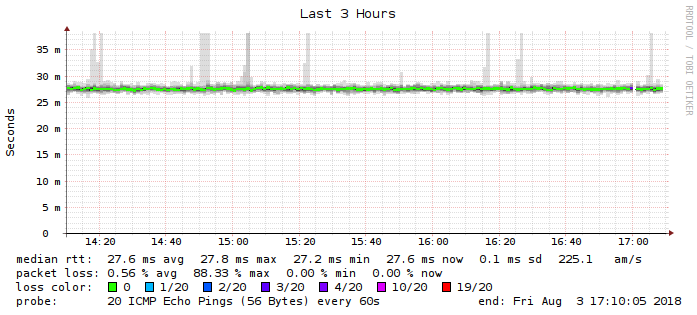 Last 3 Hours
RRDTOOL / TOBI OETIKER
Seconds
35 m
30 m
25 m
20 m
15 m
10 m
5 m
0
14:20 14:40 15:00 15:20 15:40 16:00 16:20 16:40 17:00
median rtt: 27.6 ms avg 27.8 ms max 27.2 ms min 27.6 ms now 0.1 ms sd 225.1 am/s
packet loss: 0.56 % avg 88.33 % max 0.00 % min 0.00 % now
loss color: 0 1/20 2/20 3/20 4/20 10/20 19/20
probe: 20 ICMP Echo Pings (56 Bytes) every 60s end: Fri Aug 3 17:10:05 2018